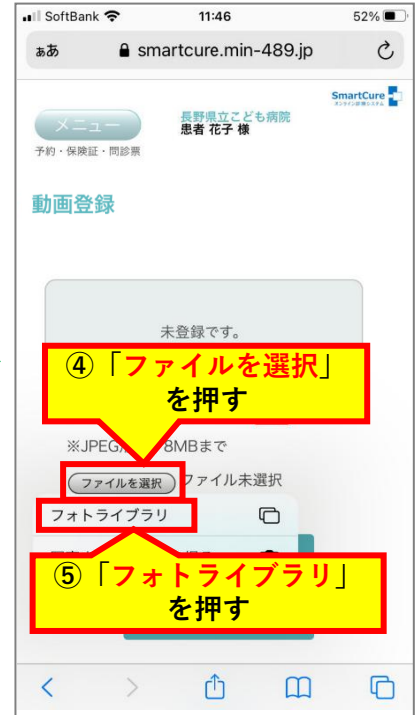 SoftBank 11:46 52%
ぁあ smartcure.min-489.jp
SmartCure
メニュー
長野県立こども病院
患者 花子 様
予約・保険証・問診票
動画登録
未登録です。
④「ファイルを選択」
を押す
※JPEG 8MBまで
ファイルを選択 ファイル未選択
フォトライブラリ
⑤「フォトライブラリ」
を押す